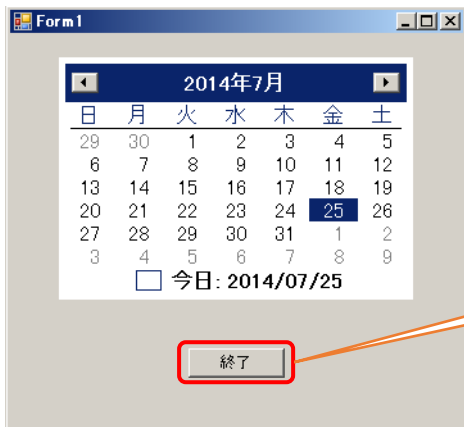 Form1
2014年7月
日 月 火 水 木 金 土
29 30 1 2 3 4 5
6 7 8 9 10 11 12
13 14 15 16 17 18 19
20 21 22 23 24 25 26
27 28 29 30 31 1 2
3 4 5 6 7 8 9
今日: 2014/07/25
終了